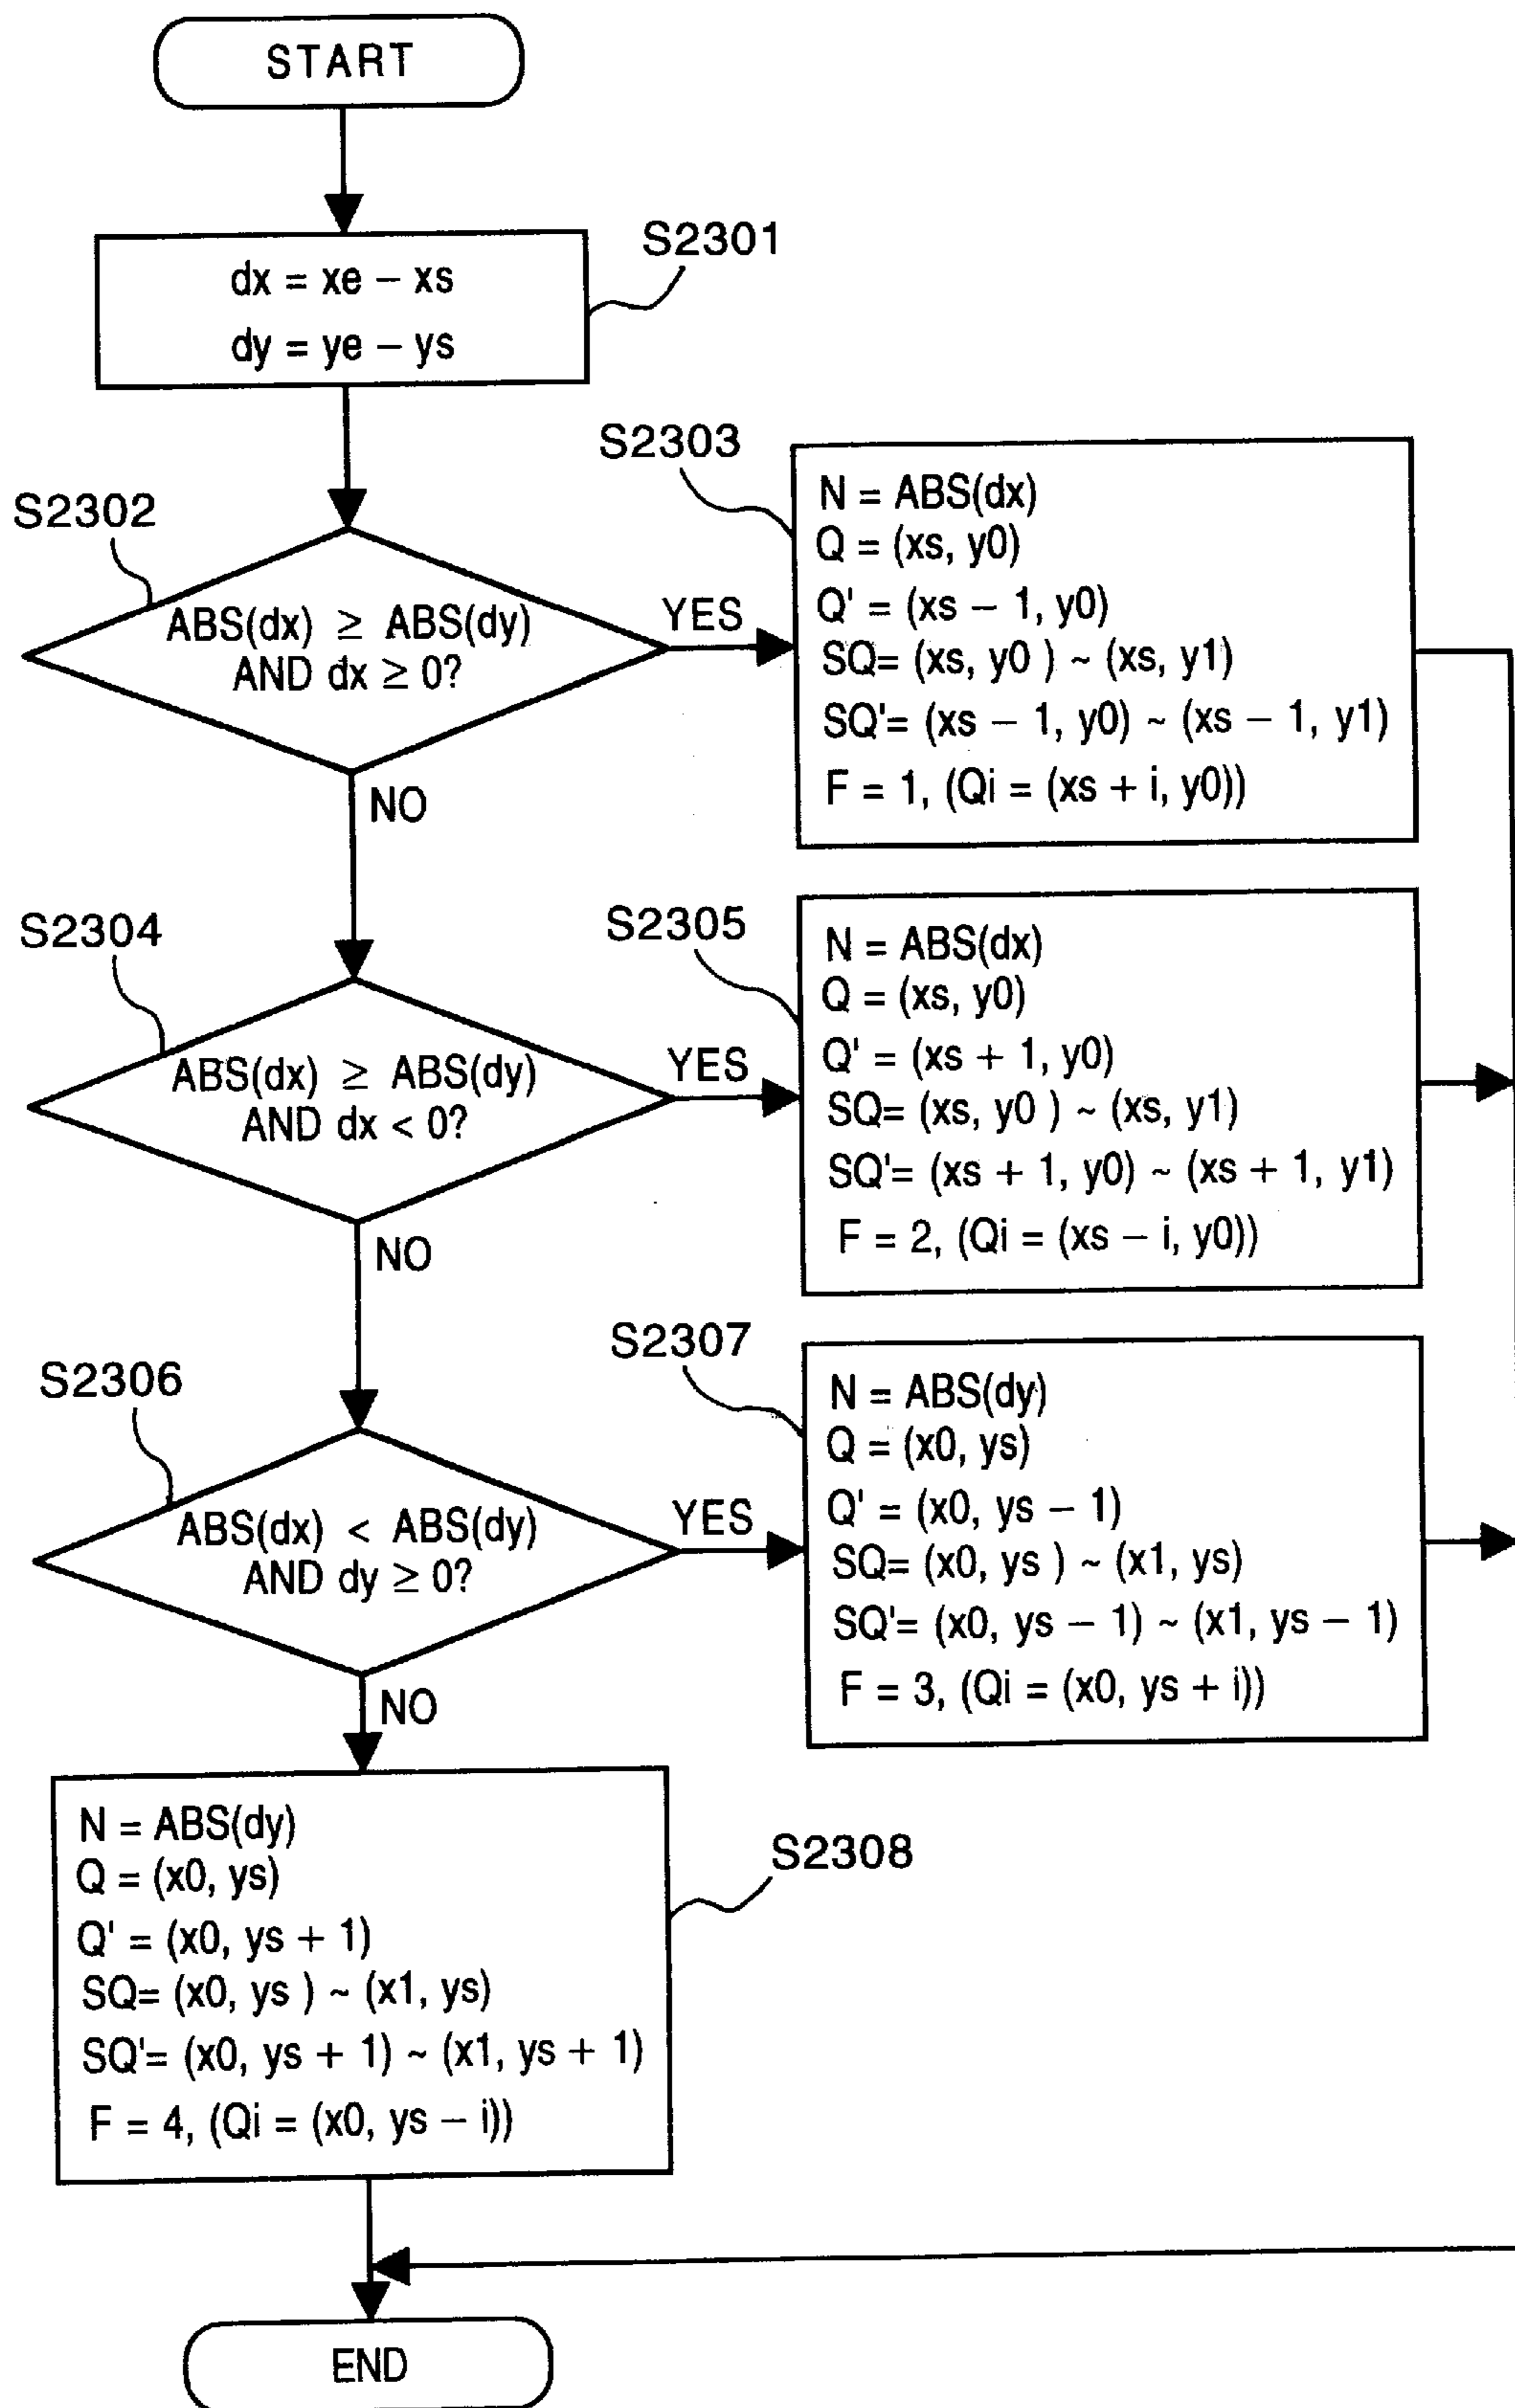 START
S2301
dx = xe − xs
dy = ye − ys
S2302
ABS(dx) ≥ ABS(dy)
AND dx ≥ 0?
YES
NO
S2303
N = ABS(dx)
Q = (xs, y0)
Q' = (xs − 1, y0)
SQ= (xs, y0 ) ~ (xs, y1)
SQ'= (xs − 1, y0) ~ (xs − 1, y1)
F = 1, (Qi = (xs + i, y0))
S2304
ABS(dx) ≥ ABS(dy)
AND dx < 0?
YES
NO
S2305
N = ABS(dx)
Q = (xs, y0)
Q' = (xs + 1, y0)
SQ= (xs, y0 ) ~ (xs, y1)
SQ'= (xs + 1, y0) ~ (xs + 1, y1)
F = 2, (Qi = (xs − i, y0))
S2306
ABS(dx) < ABS(dy)
AND dy ≥ 0?
YES
NO
S2307
N = ABS(dy)
Q = (x0, ys)
Q' = (x0, ys − 1)
SQ= (x0, ys ) ~ (x1, ys)
SQ'= (x0, ys − 1) ~ (x1, ys − 1)
F = 3, (Qi = (x0, ys + i))
S2308
N = ABS(dy)
Q = (x0, ys)
Q' = (x0, ys + 1)
SQ= (x0, ys ) ~ (x1, ys)
SQ'= (x0, ys + 1) ~ (x1, ys + 1)
F = 4, (Qi = (x0, ys − i))
END